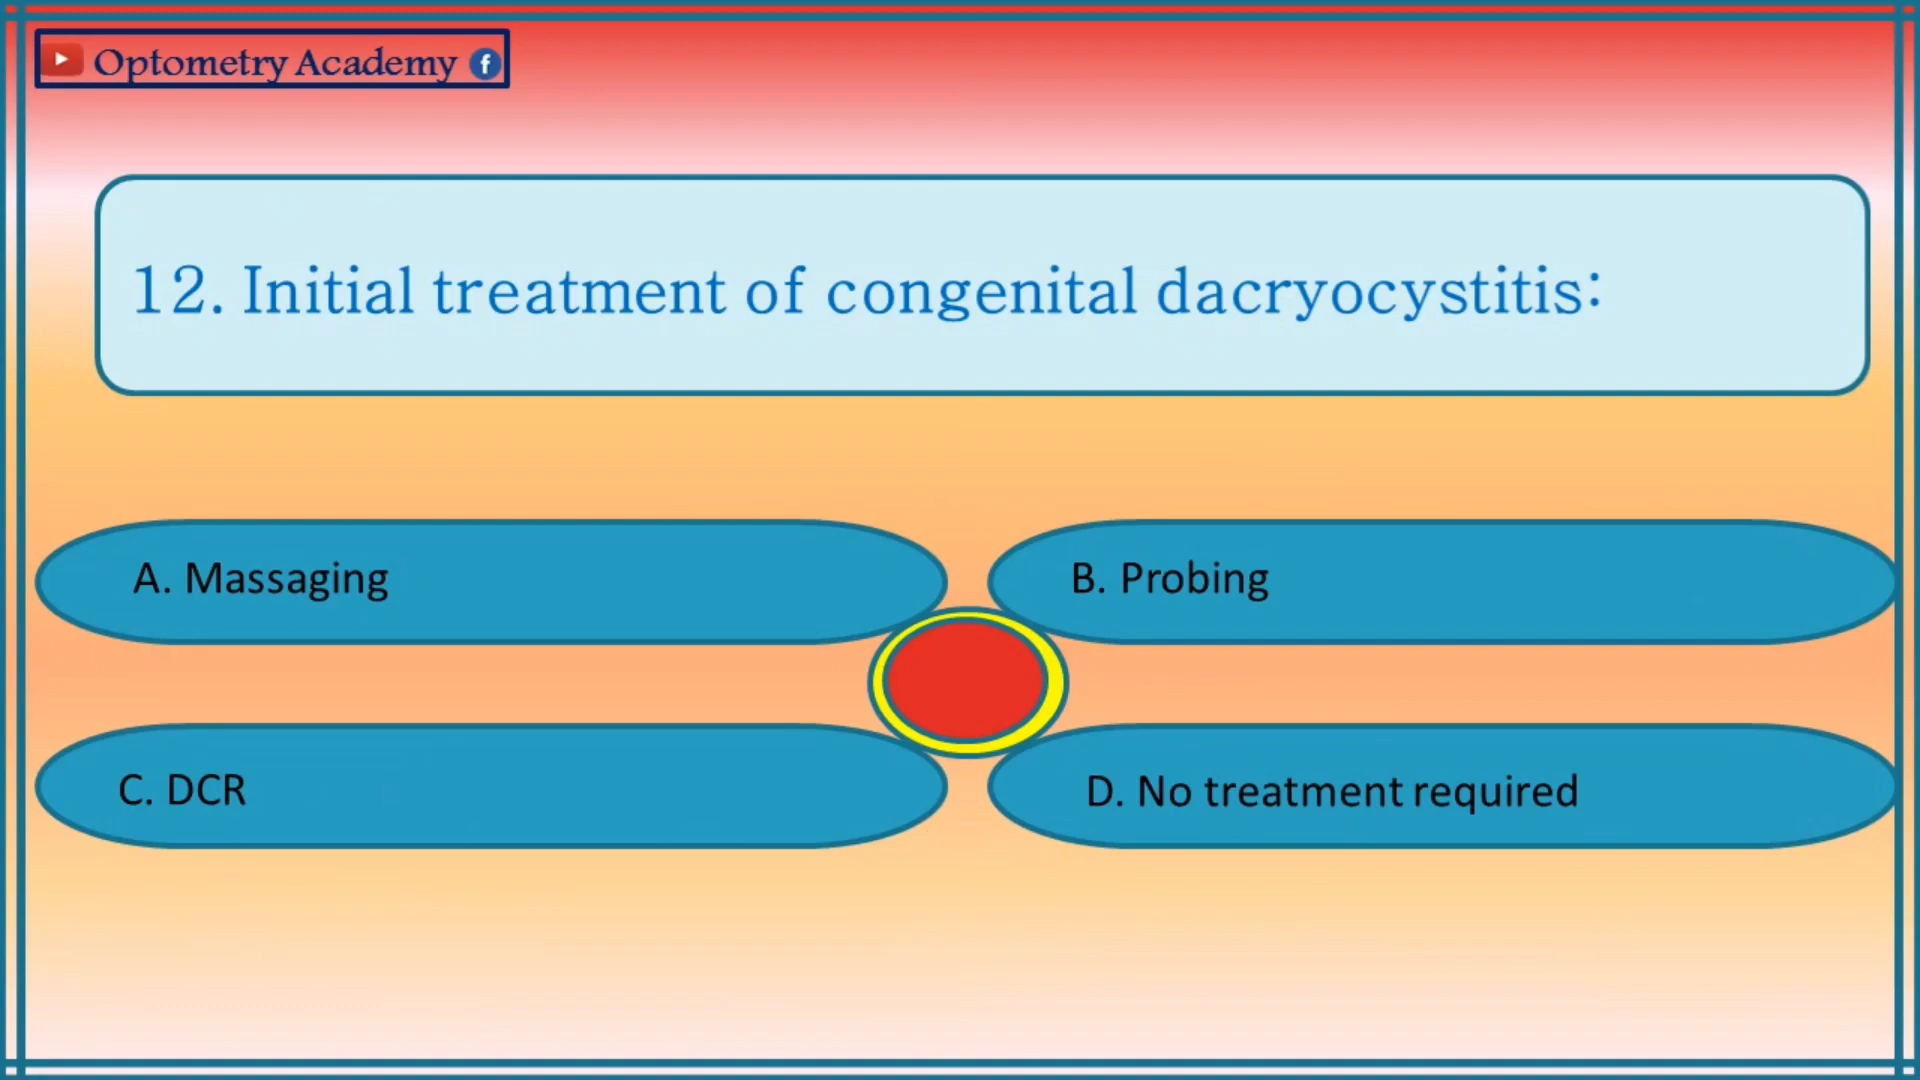 Optometry Academy
12. Initial treatment of congenital dacryocystitis:
A. Massaging
B. Probing
C. DCR
D. No treatment required